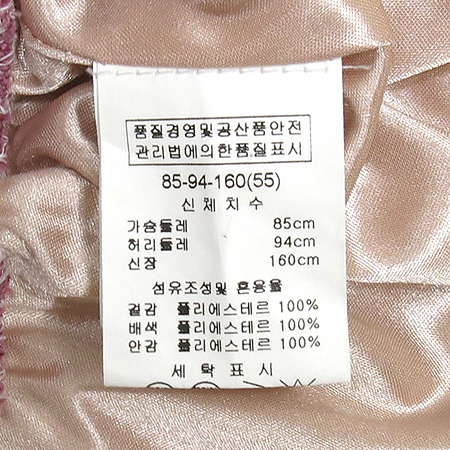 품질경영및공산품안전
관리법에의한품질표시
85-94-160(55)
신체치수
가슴둘레 85cm
허리둘레 94cm
신장 160cm
섬유조성및 혼용율
겉감 폴리에스테르 100%
배색 폴리에스테르 100%
안감 폴리에스테르 100%
세탁표시